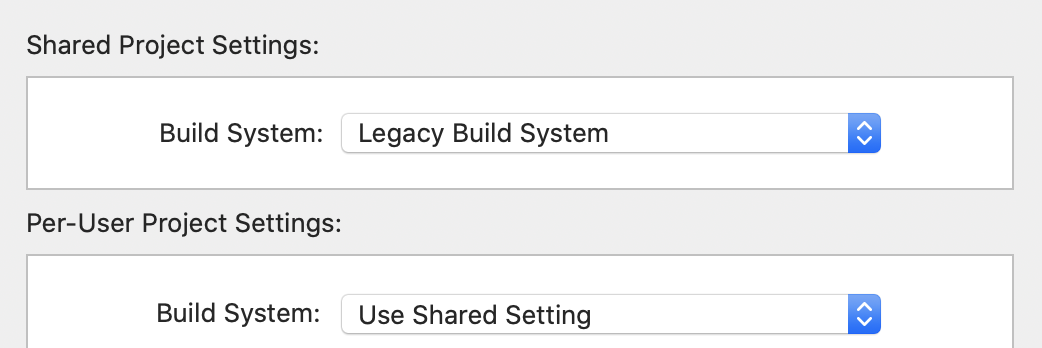 Shared Project Settings:
Build System: Legacy Build System
Per-User Project Settings:
Build System: Use Shared Setting